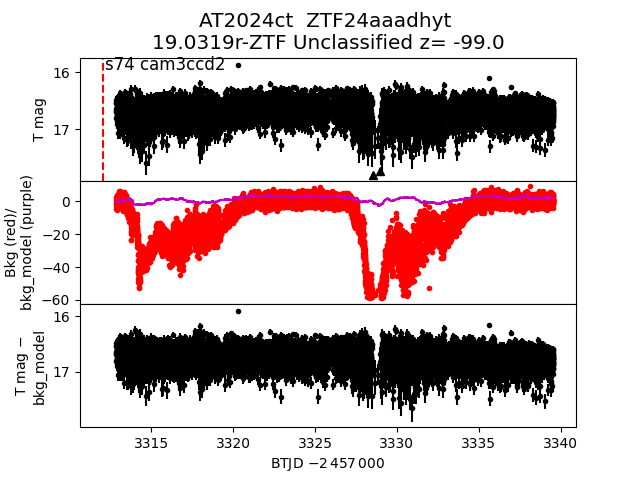 AT2024ct  ZTF24aaadhyt
19.0319r-ZTF Unclassified z= -99.0
s74 cam3ccd2
16
17
T mag
0
−20
−40
−60
Bkg (red)/
bkg_model (purple)
16
17
T mag −
bkg_model
3315 3320 3325 3330 3335 3340
BTJD −2 457 000